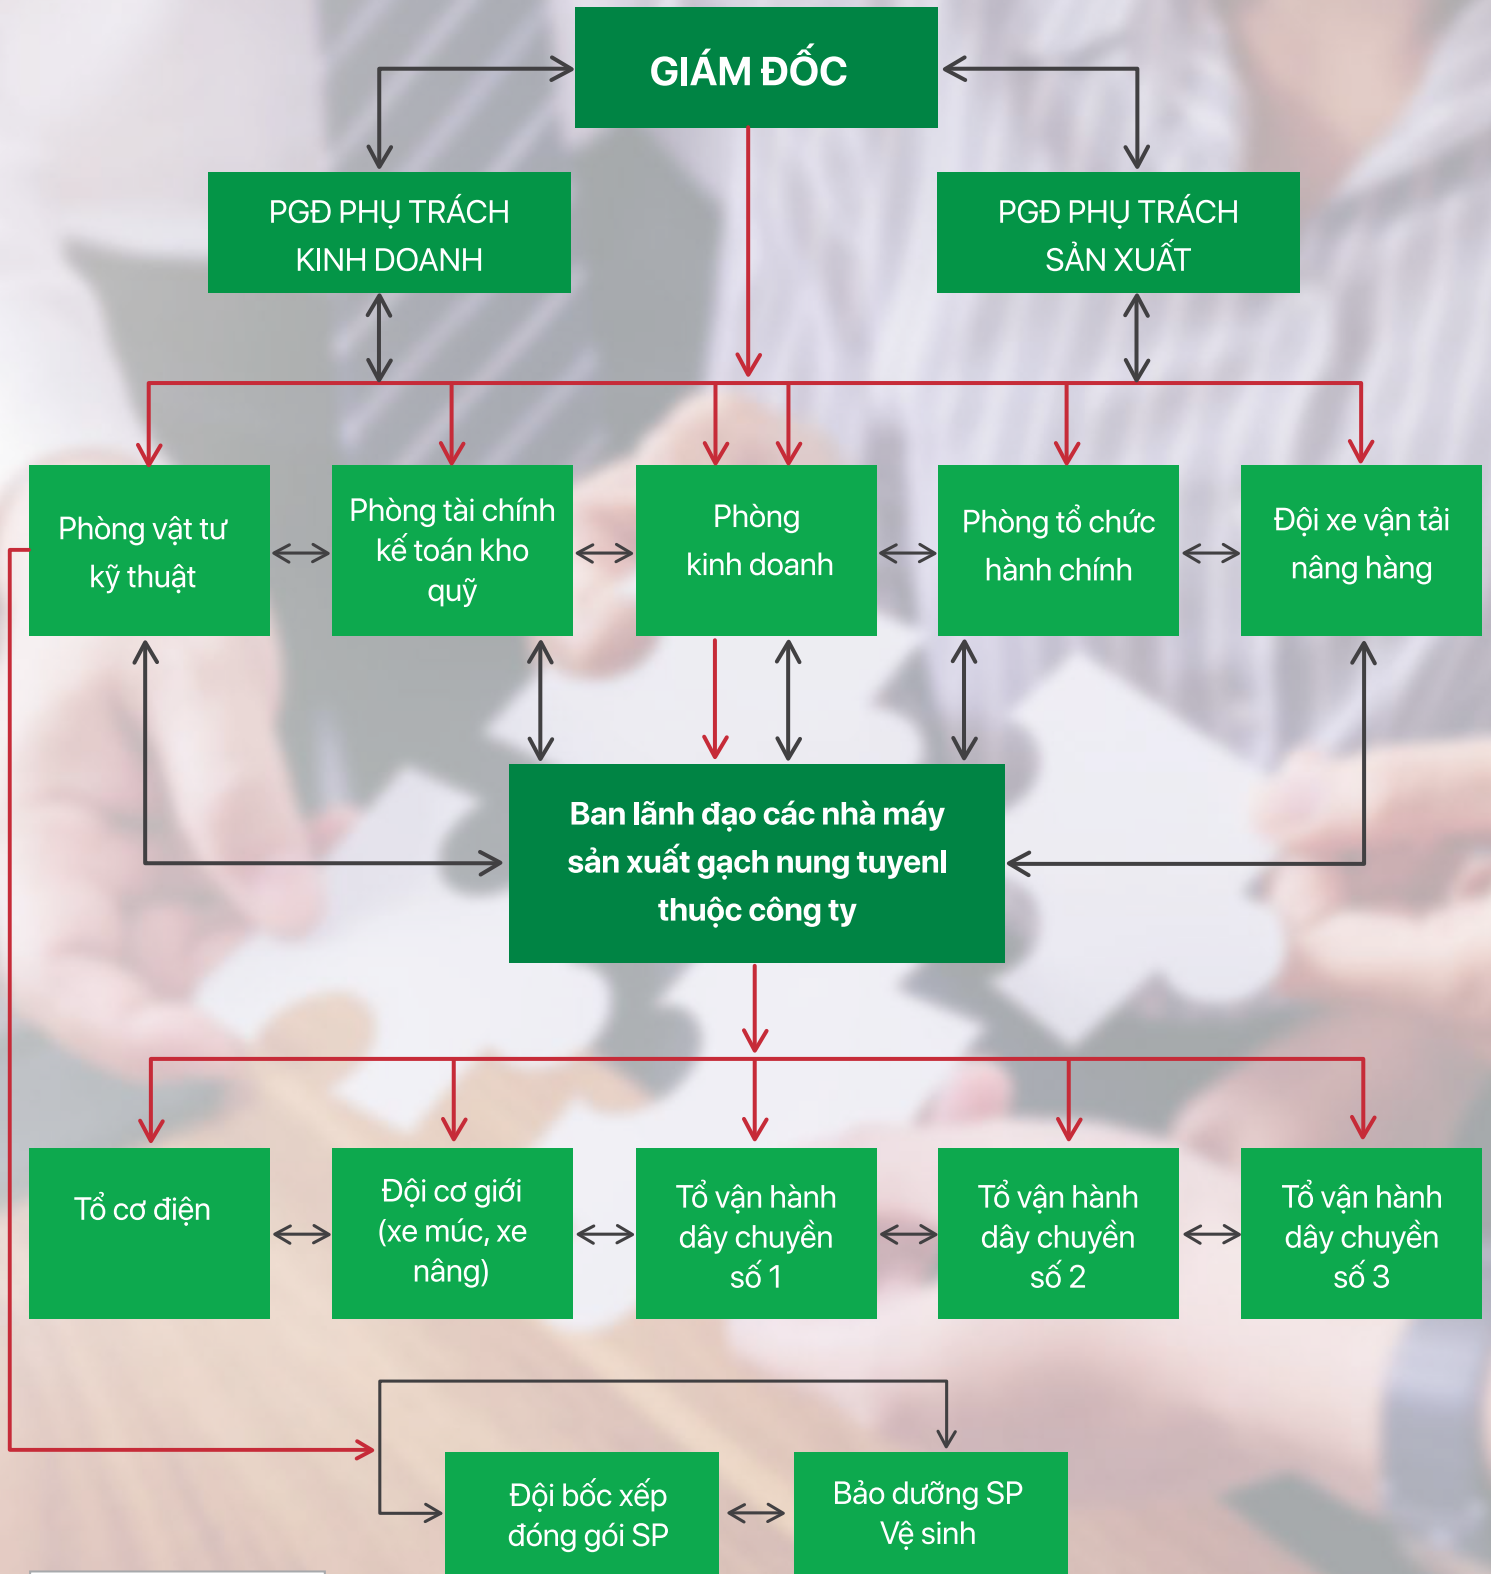 GIÁM ĐỐC
PGĐ PHỤ TRÁCH
KINH DOANH
PGĐ PHỤ TRÁCH
SẢN XUẤT
Phòng vật tư
kỹ thuật
Phòng tài chính
kế toán kho
quỹ
Phòng
kinh doanh
Phòng tổ chức
hành chính
Đội xe vận tải
nâng hàng
Ban lãnh đạo các nhà máy
sản xuất gạch nung tuyenl
thuộc công ty
Tổ cơ điện
Đội cơ giới
(xe múc, xe
nâng)
Tổ vận hành
dây chuyền
số 1
Tổ vận hành
dây chuyền
số 2
Tổ vận hành
dây chuyền
số 3
Đội bốc xếp
đóng gói SP
Bảo dưỡng SP
Vệ sinh